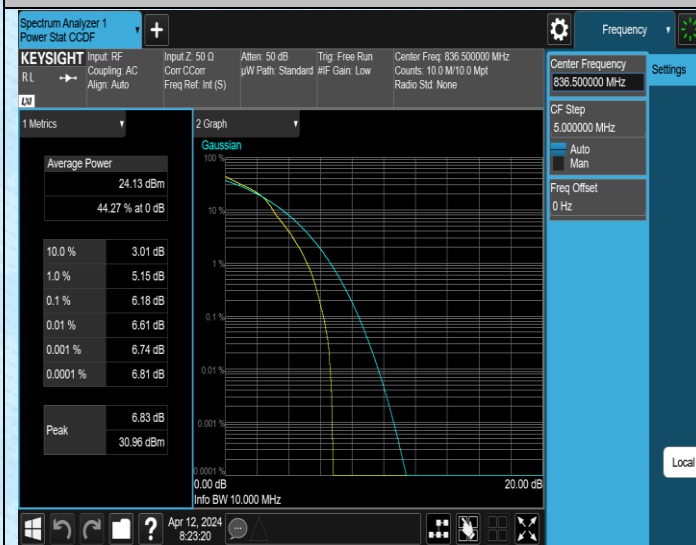 Spectrum Analyzer 1
Power Stat CCDF
Frequency
KEYSIGHT
RL
LXI
Input: RF
Coupling: AC
Align: Auto
Input Z: 50 Ω
Corr CCorr
Freq Ref: Int (S)
Atten: 50 dB
µW Path: Standard
Trig: Free Run
#IF Gain: Low
Center Freq: 836.500000 MHz
Counts: 10.0 M/10.0 Mpt
Radio Std: None
Center Frequency
836.500000 MHz
Settings
CF Step
5.000000 MHz
Auto
Man
Freq Offset
0 Hz
1 Metrics
Average Power
24.13 dBm
44.27 % at 0 dB
10.0 % 3.01 dB
1.0 % 5.15 dB
0.1 % 6.18 dB
0.01 % 6.61 dB
0.001 % 6.74 dB
0.0001 % 6.81 dB
Peak
6.83 dB
30.96 dBm
2 Graph
Gaussian
100 %
10 %
1 %
0.1 %
0.01 %
0.001 %
0.0001 %
0.00 dB 20.00 dB
Info BW 10.000 MHz
Local
?
Apr 12, 2024
8:23:20